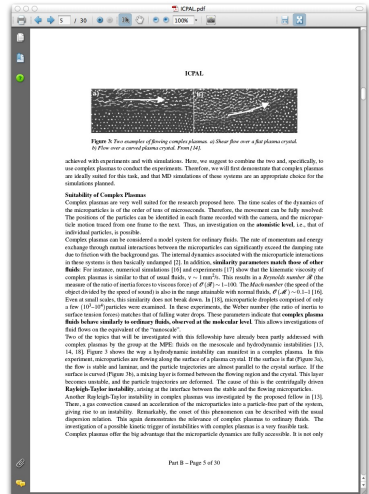 ICPAL.pdf
5 / 30
100%
ICPAL
Figure 3: Two examples of flowing complex plasmas. a) Shear flow over a flat plasma crystal.
b) Flow over a curved plasma crystal. From [34].
achieved with experiments and with simulations. Here, we suggest to combine the two and, specifically, to
use complex plasmas to conduct the experiments. Therefore, we will first demonstrate that complex plasmas
are ideally suited for this task, and that MD simulations of these systems are an appropriate choice for the
simulations planned.
Suitability of Complex Plasmas
Complex plasmas are very well suited for the research proposed here. The time scales of the dynamics
of the microparticles is of the order of tens of microseconds. Therefore, the movement can be fully resolved:
The positions of the particles can be identified in each frame recorded with the camera, and the micropar-
ticle motion traced from one frame to the next. Thus, an investigation on the atomistic level, i.e., that of
individual particles, is possible.
Complex plasmas can be considered a model system for ordinary fluids. The rate of momentum and energy
exchange through mutual interactions between the microparticles can significantly exceed the damping rate
due to friction with the background gas. The internal dynamics associated with the microparticle interactions
in these systems is then basically undamped [2]. In addition, similarity parameters match those of other
fluids: For instance, numerical simulations [16] and experiments [17] show that the kinematic viscosity of
complex plasmas is similar to that of usual fluids, ν ~ 1 mm²/s. This results in a Reynolds number ℛ (the
measure of the ratio of inertia forces to viscous force) of 𝒪(ℛ) ~ 1–100. The Mach number (the speed of the
object divided by the speed of sound) is also in the range attainable with normal fluids, 𝒪(ℳ) ~ 0.1–1 [16].
Even at small scales, this similarity does not break down. In [18], microparticle droplets comprised of only
a few (10³–10⁴) particles were examined. In these experiments, the Weber number (the ratio of inertia to
surface tension forces) matches that of falling water drops. These parameters indicate that complex plasma
fluids behave similarly to ordinary fluids, observed at the molecular level. This allows investigations of
fluid flows on the equivalent of the "nanoscale".
Two of the topics that will be investigated with this fellowship have already been partly addressed with
complex plasmas by the group at the MPE: fluids on the mesoscale and hydrodynamic instabilities [13,
14, 18]. Figure 3 shows the way a hydrodynamic instability can manifest in a complex plasma. In this
experiment, microparticles are flowing along the surface of a plasma crystal. If the surface is flat (Figure 3a),
the flow is stable and laminar, and the particle trajectories are almost parallel to the crystal surface. If the
surface is curved (Figure 3b), a mixing layer is formed between the flowing region and the crystal. This layer
becomes unstable, and the particle trajectories are deformed. The cause of this is the centrifugally driven
Rayleigh-Taylor instability, arising at the interface between the stable and the flowing microparticles.
Another Rayleigh-Taylor instability in complex plasmas was investigated by the proposed fellow in [13].
There, a gas convection caused an acceleration of the microparticles into a particle-free part of the system,
giving rise to an instability. Remarkably, the onset of this phenomenon can be described with the usual
dispersion relation. This again demonstrates the relevance of complex plasmas to ordinary fluids. The
investigation of a possible kinetic trigger of instabilities with complex plasmas is a very feasible task.
Complex plasmas offer the big advantage that the microparticle dynamics are fully accessible. It is not only
Part B – Page 5 of 30